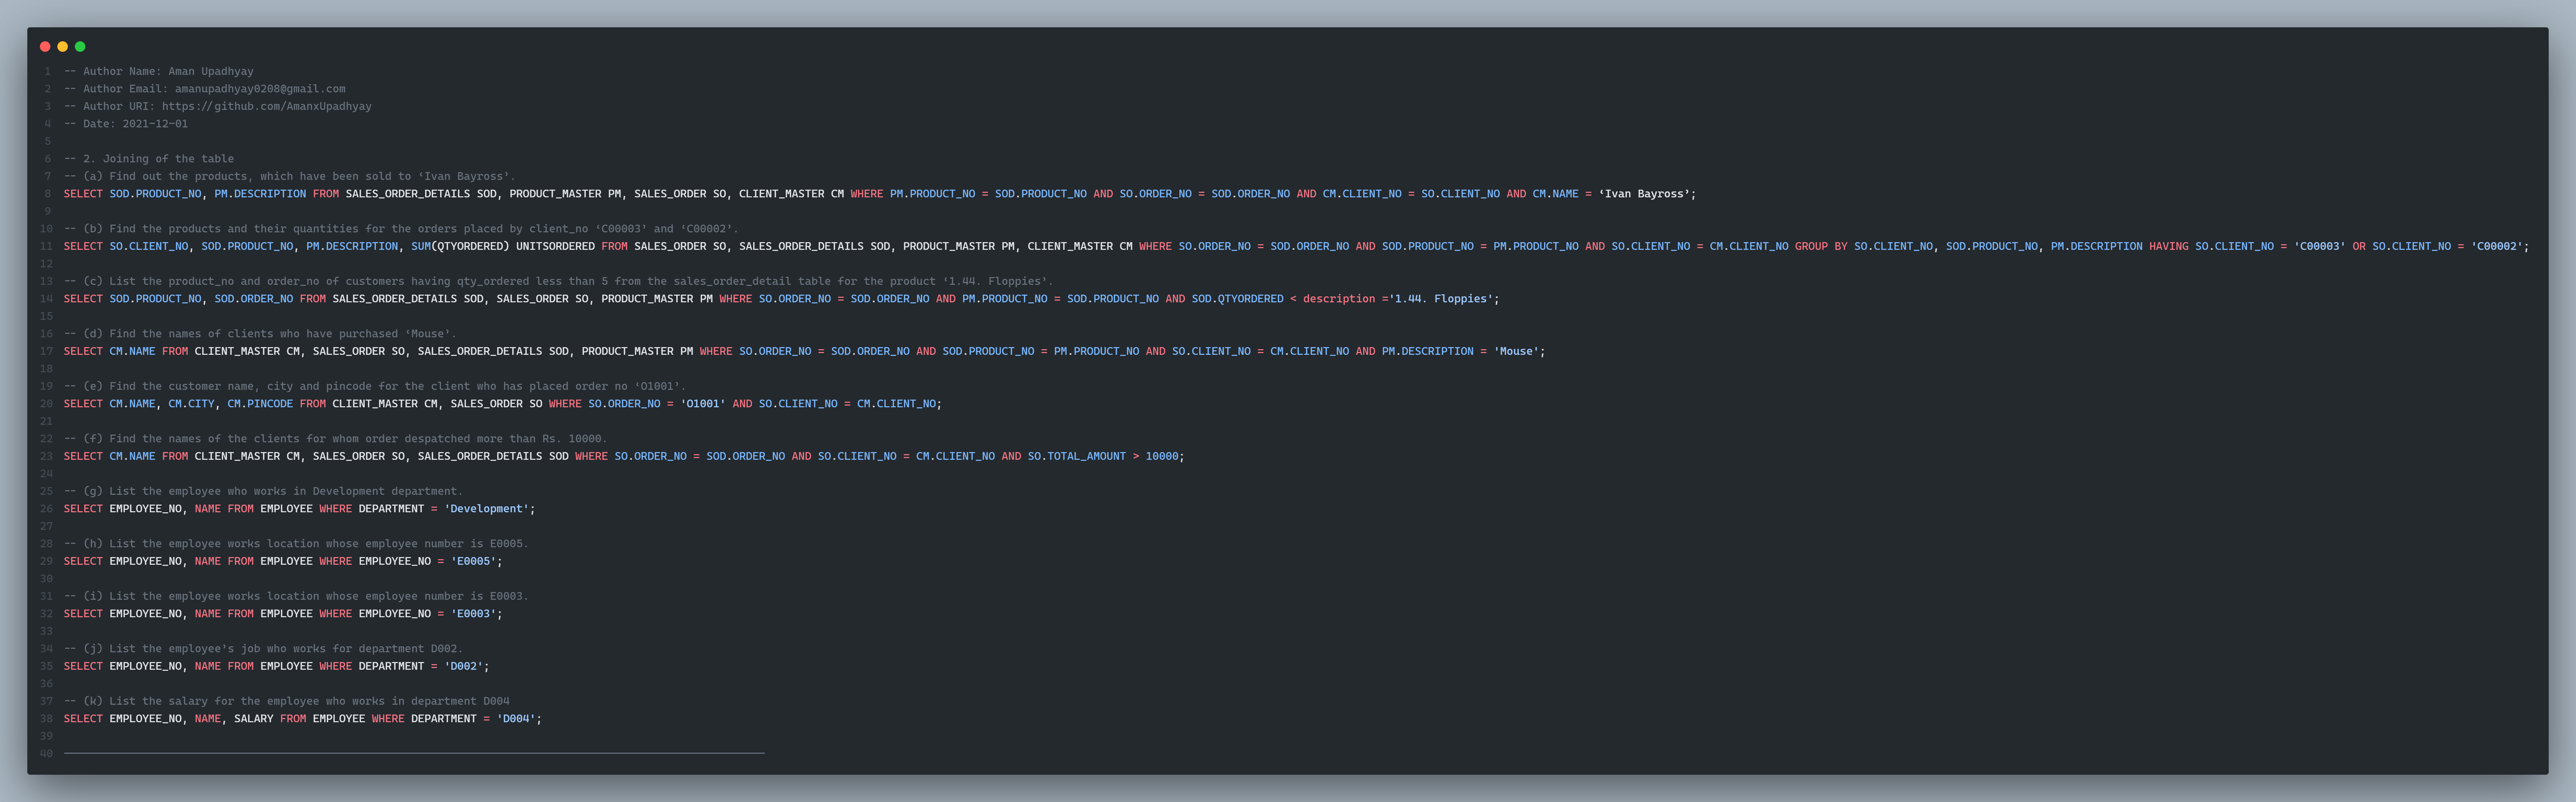 1 -- Author Name: Aman Upadhyay
2 -- Author Email: amanupadhyay0208@gmail.com
3 -- Author URI: https://github.com/AmanxUpadhyay
4 -- Date: 2021-12-01
5
6 -- 2. Joining of the table
7 -- (a) Find out the products, which have been sold to ‘Ivan Bayross’.
8 SELECT SOD.PRODUCT_NO, PM.DESCRIPTION FROM SALES_ORDER_DETAILS SOD, PRODUCT_MASTER PM, SALES_ORDER SO, CLIENT_MASTER CM WHERE PM.PRODUCT_NO = SOD.PRODUCT_NO AND SO.ORDER_NO = SOD.ORDER_NO AND CM.CLIENT_NO = SO.CLIENT_NO AND CM.NAME = ‘Ivan Bayross’;
9
10 -- (b) Find the products and their quantities for the orders placed by client_no ‘C00003’ and ‘C00002’.
11 SELECT SO.CLIENT_NO, SOD.PRODUCT_NO, PM.DESCRIPTION, SUM(QTYORDERED) UNITSORDERED FROM SALES_ORDER SO, SALES_ORDER_DETAILS SOD, PRODUCT_MASTER PM, CLIENT_MASTER CM WHERE SO.ORDER_NO = SOD.ORDER_NO AND SOD.PRODUCT_NO = PM.PRODUCT_NO AND SO.CLIENT_NO = CM.CLIENT_NO GROUP BY SO.CLIENT_NO, SOD.PRODUCT_NO, PM.DESCRIPTION HAVING SO.CLIENT_NO = 'C00003' OR SO.CLIENT_NO = 'C00002';
12
13 -- (c) List the product_no and order_no of customers having qty_ordered less than 5 from the sales_order_detail table for the product ‘1.44. Floppies’.
14 SELECT SOD.PRODUCT_NO, SOD.ORDER_NO FROM SALES_ORDER_DETAILS SOD, SALES_ORDER SO, PRODUCT_MASTER PM WHERE SO.ORDER_NO = SOD.ORDER_NO AND PM.PRODUCT_NO = SOD.PRODUCT_NO AND SOD.QTYORDERED < description ='1.44. Floppies';
15
16 -- (d) Find the names of clients who have purchased ‘Mouse’.
17 SELECT CM.NAME FROM CLIENT_MASTER CM, SALES_ORDER SO, SALES_ORDER_DETAILS SOD, PRODUCT_MASTER PM WHERE SO.ORDER_NO = SOD.ORDER_NO AND SOD.PRODUCT_NO = PM.PRODUCT_NO AND SO.CLIENT_NO = CM.CLIENT_NO AND PM.DESCRIPTION = 'Mouse';
18
19 -- (e) Find the customer name, city and pincode for the client who has placed order no ‘O1001’.
20 SELECT CM.NAME, CM.CITY, CM.PINCODE FROM CLIENT_MASTER CM, SALES_ORDER SO WHERE SO.ORDER_NO = 'O1001' AND SO.CLIENT_NO = CM.CLIENT_NO;
21
22 -- (f) Find the names of the clients for whom order despatched more than Rs. 10000.
23 SELECT CM.NAME FROM CLIENT_MASTER CM, SALES_ORDER SO, SALES_ORDER_DETAILS SOD WHERE SO.ORDER_NO = SOD.ORDER_NO AND SO.CLIENT_NO = CM.CLIENT_NO AND SO.TOTAL_AMOUNT > 10000;
24
25 -- (g) List the employee who works in Development department.
26 SELECT EMPLOYEE_NO, NAME FROM EMPLOYEE WHERE DEPARTMENT = 'Development';
27
28 -- (h) List the employee works location whose employee number is E0005.
29 SELECT EMPLOYEE_NO, NAME FROM EMPLOYEE WHERE EMPLOYEE_NO = 'E0005';
30
31 -- (i) List the employee works location whose employee number is E0003.
32 SELECT EMPLOYEE_NO, NAME FROM EMPLOYEE WHERE EMPLOYEE_NO = 'E0003';
33
34 -- (j) List the employee’s job who works for department D002.
35 SELECT EMPLOYEE_NO, NAME FROM EMPLOYEE WHERE DEPARTMENT = 'D002';
36
37 -- (k) List the salary for the employee who works in department D004
38 SELECT EMPLOYEE_NO, NAME, SALARY FROM EMPLOYEE WHERE DEPARTMENT = 'D004';
39
40